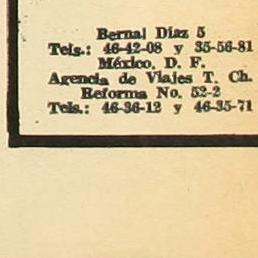 Bernal Díaz 5
Tels.: 46-42-08 y 35-56-81
México, D. F.
Agencia de Viajes T. Ch.
Reforma No. 52-2
Tels.: 46-36-12 y 46-35-71